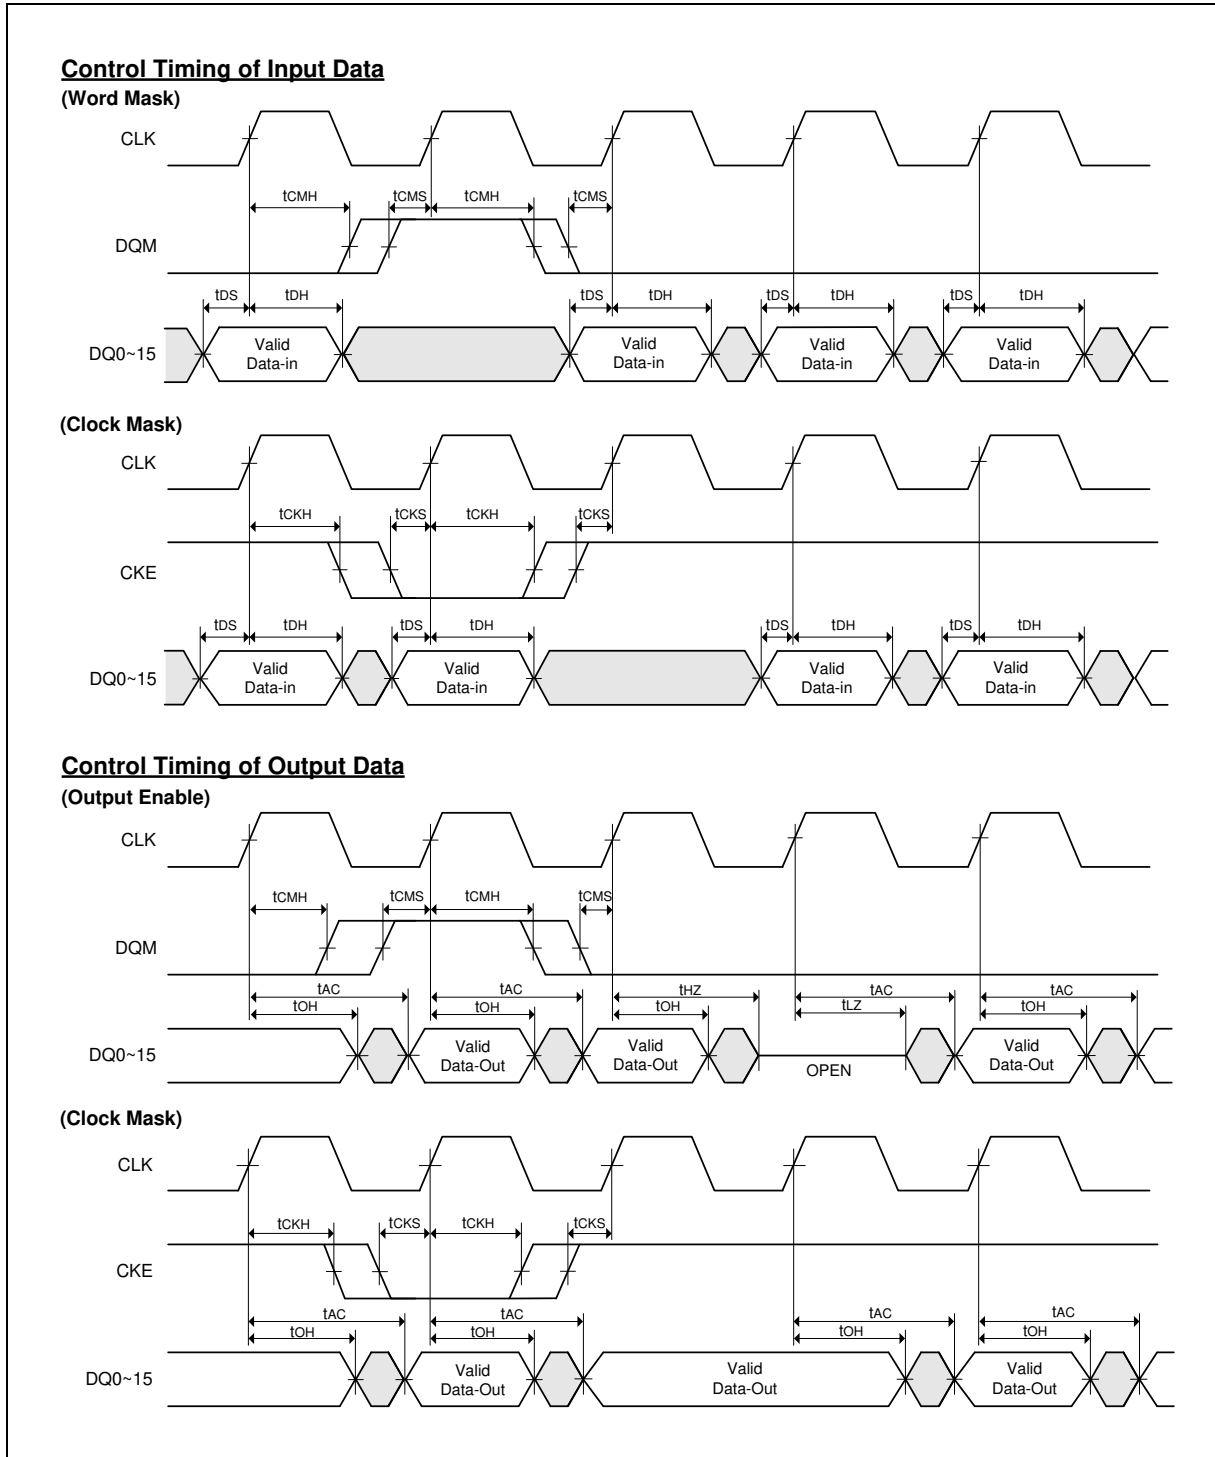 Control Timing of Input Data
(Word Mask)
CLK
tCMH tCMS tCMH tCMS
DQM
tDS tDH tDS tDH tDS tDH tDS tDH
DQ0~15
Valid Data-in
Valid Data-in
Valid Data-in
Valid Data-in
(Clock Mask)
CLK
tCKH tCKS tCKH tCKS
CKE
tDS tDH tDS tDH tDS tDH tDS tDH
DQ0~15
Valid Data-in
Valid Data-in
Valid Data-in
Valid Data-in
Control Timing of Output Data
(Output Enable)
CLK
tCMH tCMS tCMH tCMS
DQM
tAC tAC tHZ tAC tAC
tOH tOH tOH tLZ tOH
DQ0~15
Valid Data-Out
Valid Data-Out
OPEN
Valid Data-Out
(Clock Mask)
CLK
tCKH tCKS tCKH tCKS
CKE
tAC tAC tAC tAC
tOH tOH tOH tOH
DQ0~15
Valid Data-Out
Valid Data-Out
Valid Data-Out